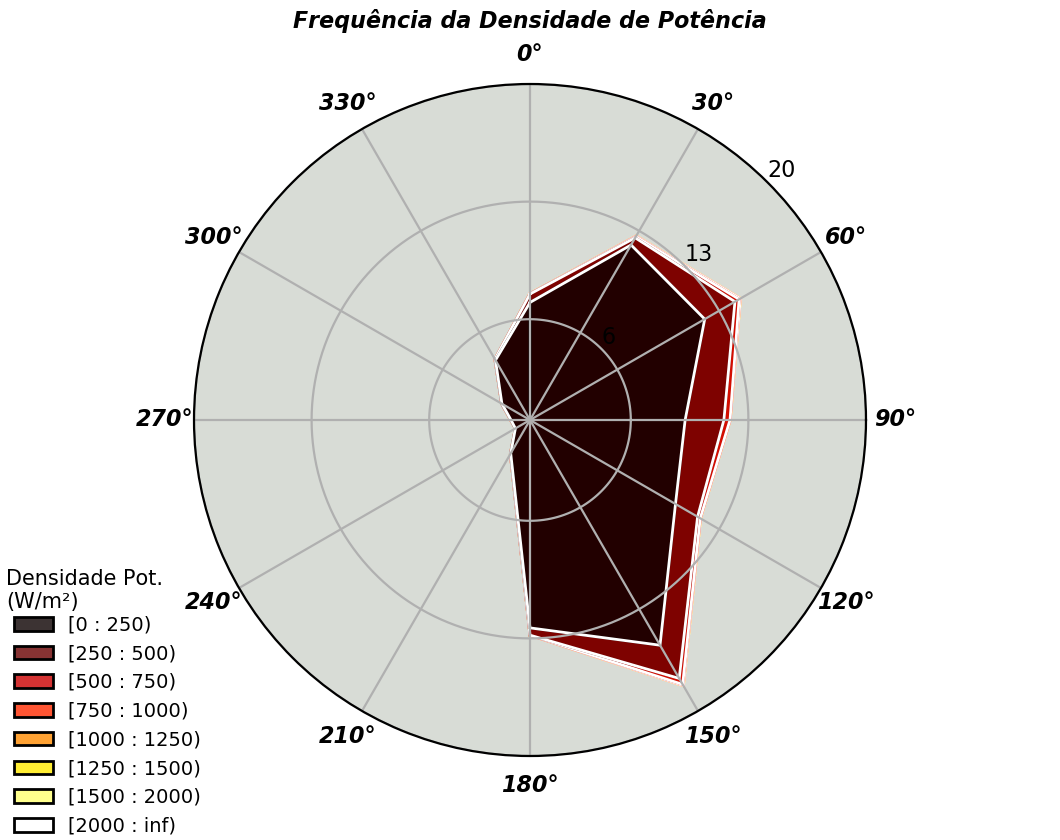 Frequência da Densidade de Potência
0°
330°
30°
20
300°
60°
13
6
270°
90°
240°
120°
210°
150°
180°
Densidade Pot.
(W/m²)
[0 : 250)
[250 : 500)
[500 : 750)
[750 : 1000)
[1000 : 1250)
[1250 : 1500)
[1500 : 2000)
[2000 : inf)